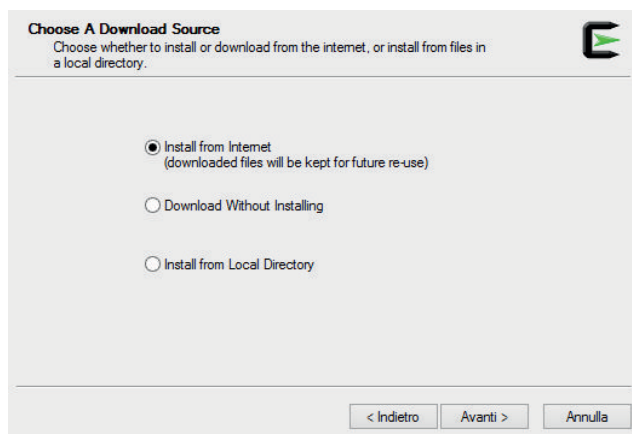 Choose A Download Source
Choose whether to install or download from the internet, or install from files in
a local directory.
Install from Internet
(downloaded files will be kept for future re-use)
Download Without Installing
Install from Local Directory
< Indietro
Avanti >
Annulla